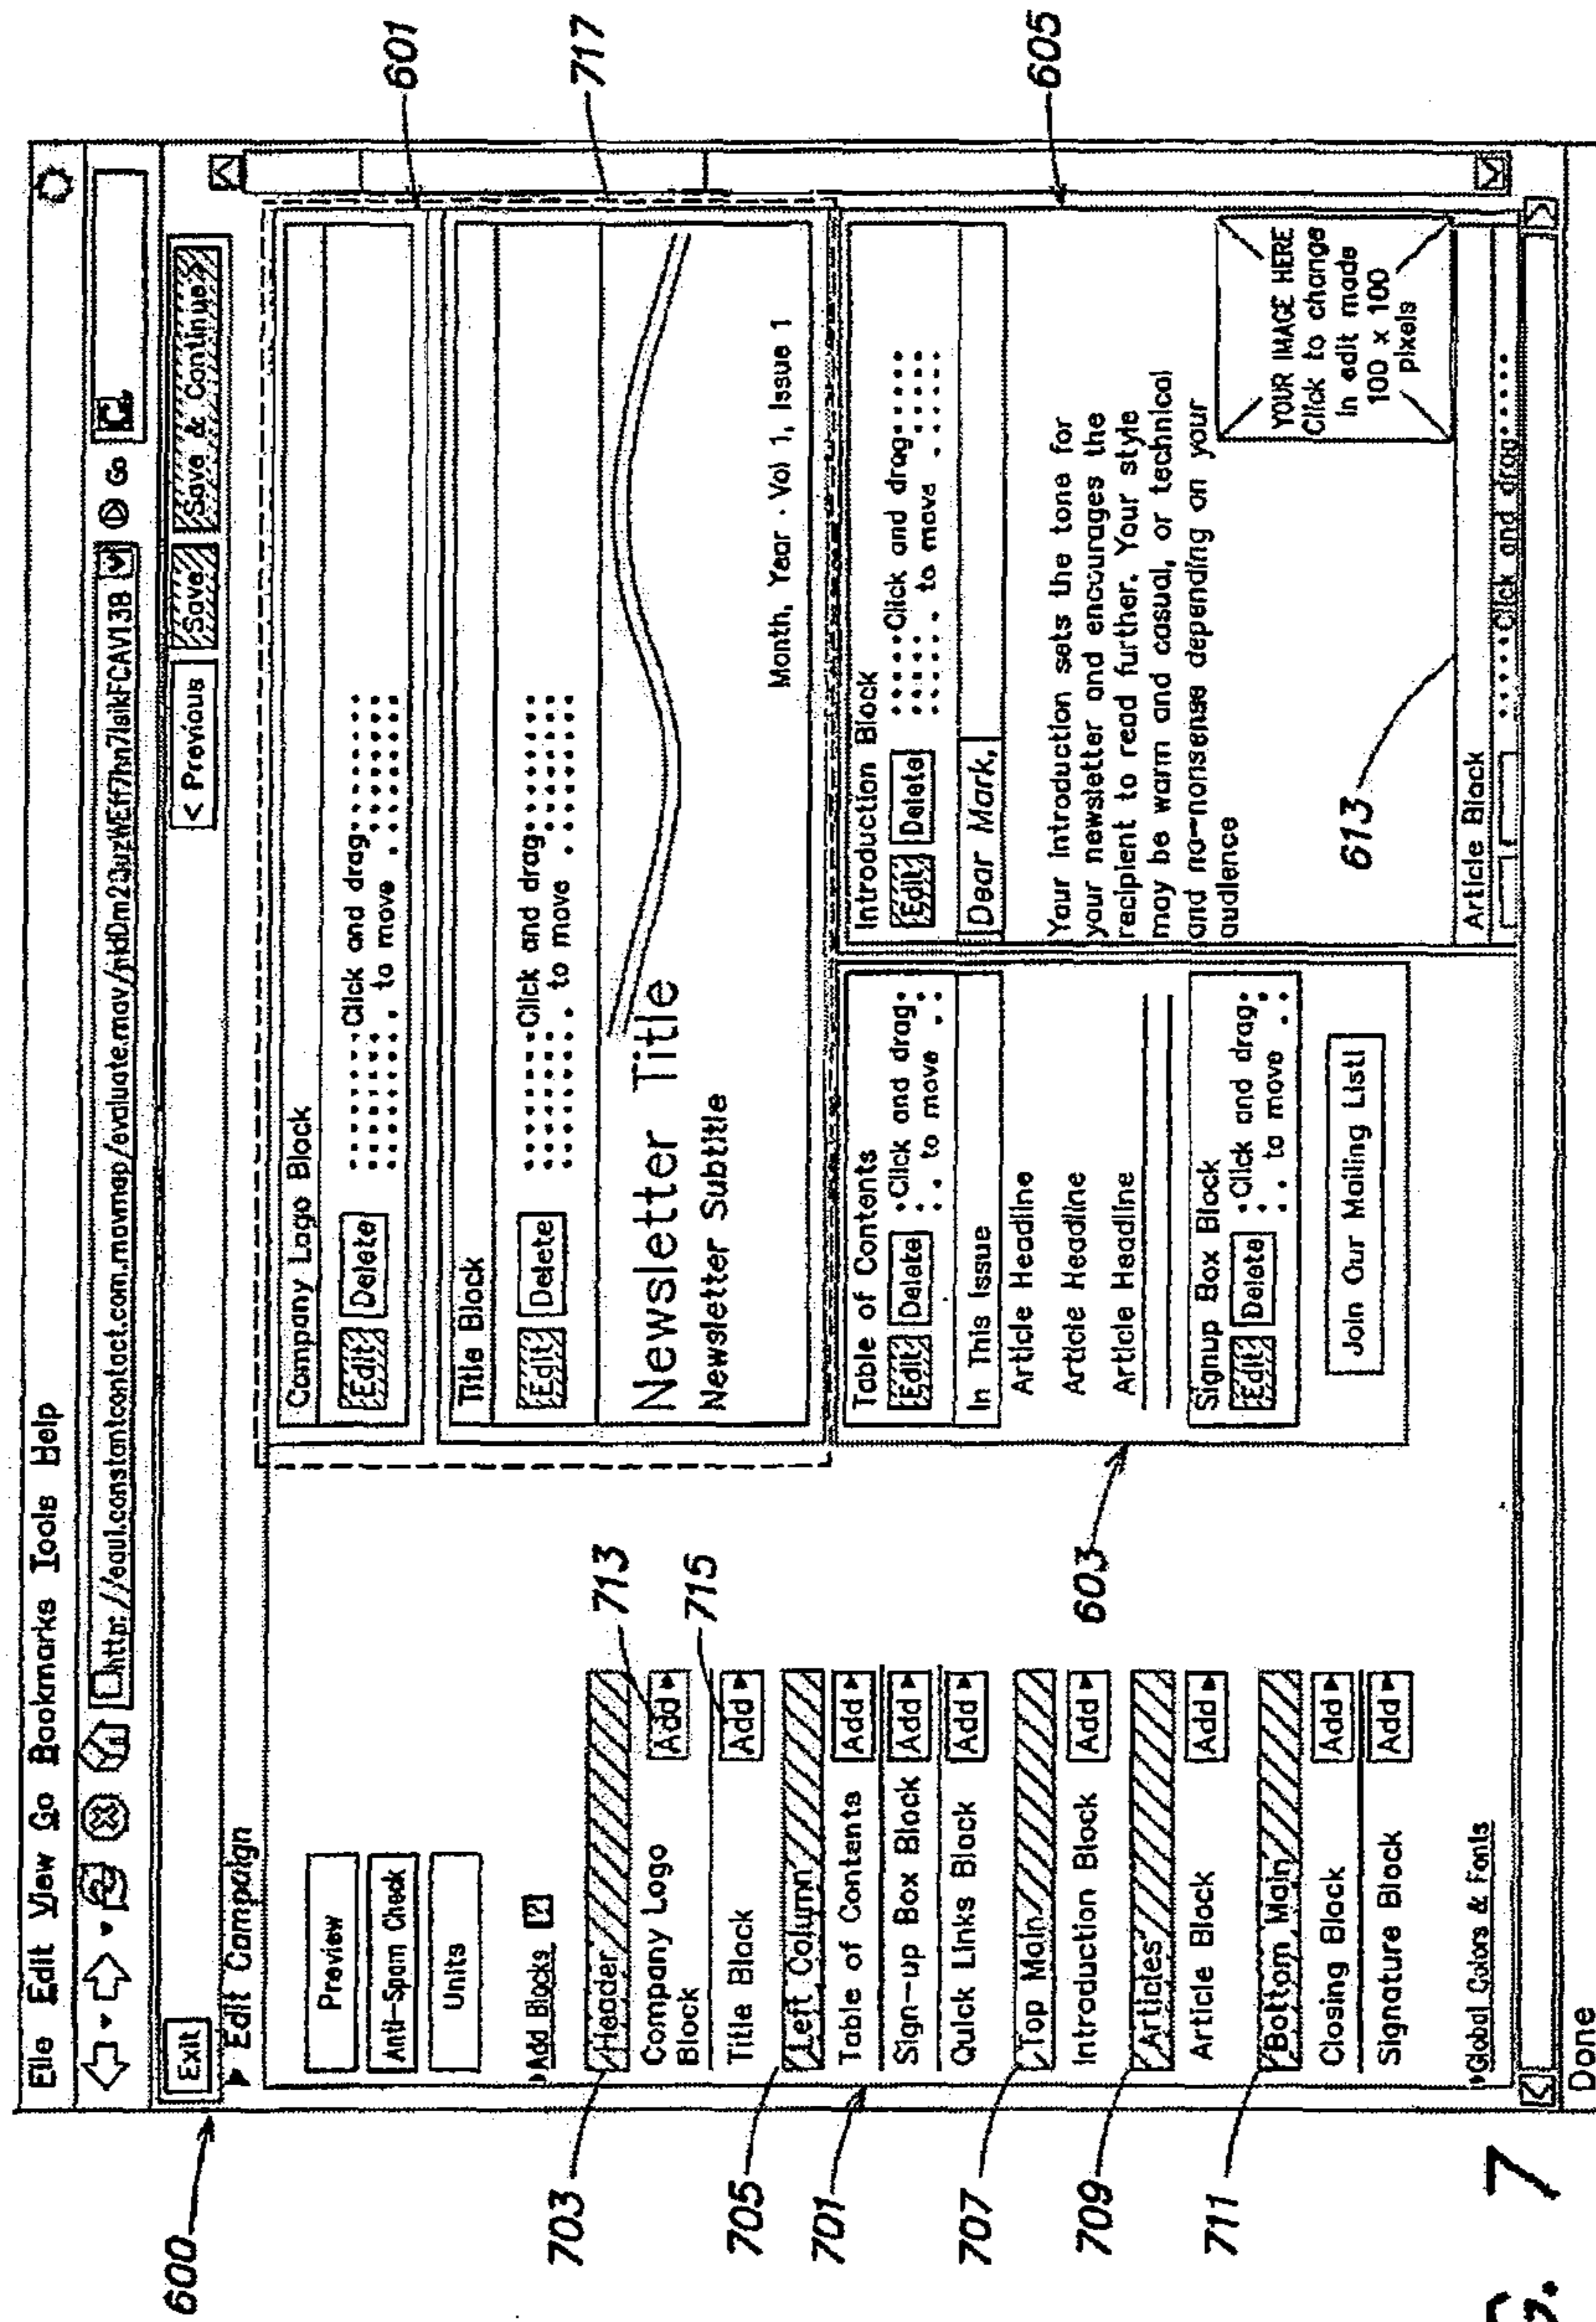 File Edit View Go Bookmarks Tools Help
Go
Exit
< Previous
Save
Save & Continue >
Edit Campaign
600
Preview
Anti-Spam Check
Units
Add Blocks [?]
703
Header
Company Logo
Block
Add
713
Title Block
Add
715
705
Left Column
701
Table of Contents
Add
Sign-up Box Block
Add
Quick Links Block
Add
707
Top Main
Introduction Block
Add
709
Articles
Article Block
Add
711
Bottom Main
Closing Block
Add
Signature Block
Add
Global Colors & Fonts
Company Logo Block
601
Edit
Delete
Click and drag
to move
Title Block
717
Edit
Delete
Click and drag
to move
Newsletter Title
Newsletter Subtitle
Month, Year · Vol 1, Issue 1
603
Table of Contents
Edit
Delete
Click and drag
to move
In This Issue
Article Headline
Article Headline
Article Headline
Signup Box Block
Edit
Delete
Click and drag
to move
Join Our Mailing List!
605
Introduction Block
Edit
Delete
Click and drag
to move
Dear Mark,
Your introduction sets the tone for
your newsletter and encourages the
recipient to read further. Your style
may be warm and casual, or technical
and no-nonsense depending on your
audience
YOUR IMAGE HERE
Click to change
in edit made
100 x 100
pixels
613
Article Block
Click and drag
Done
7